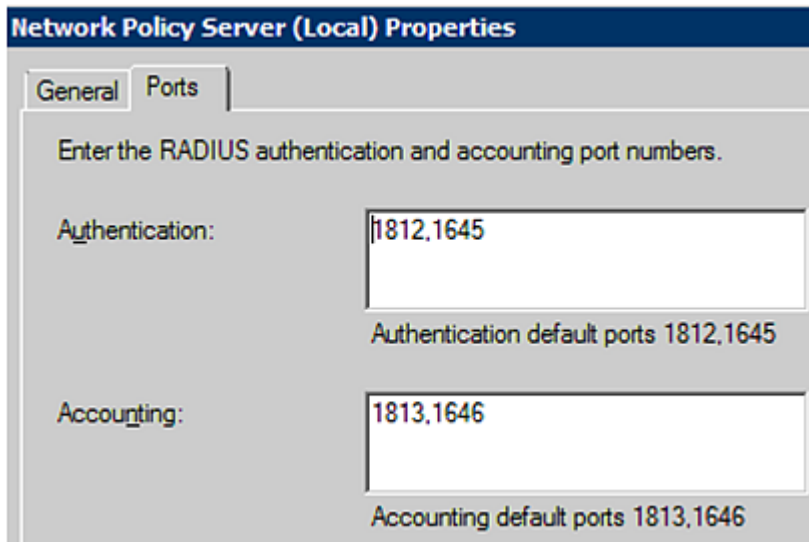 Network Policy Server (Local) Properties
General Ports
Enter the RADIUS authentication and accounting port numbers.
Authentication: 1812,1645
Authentication default ports 1812,1645
Accounting: 1813,1646
Accounting default ports 1813,1646